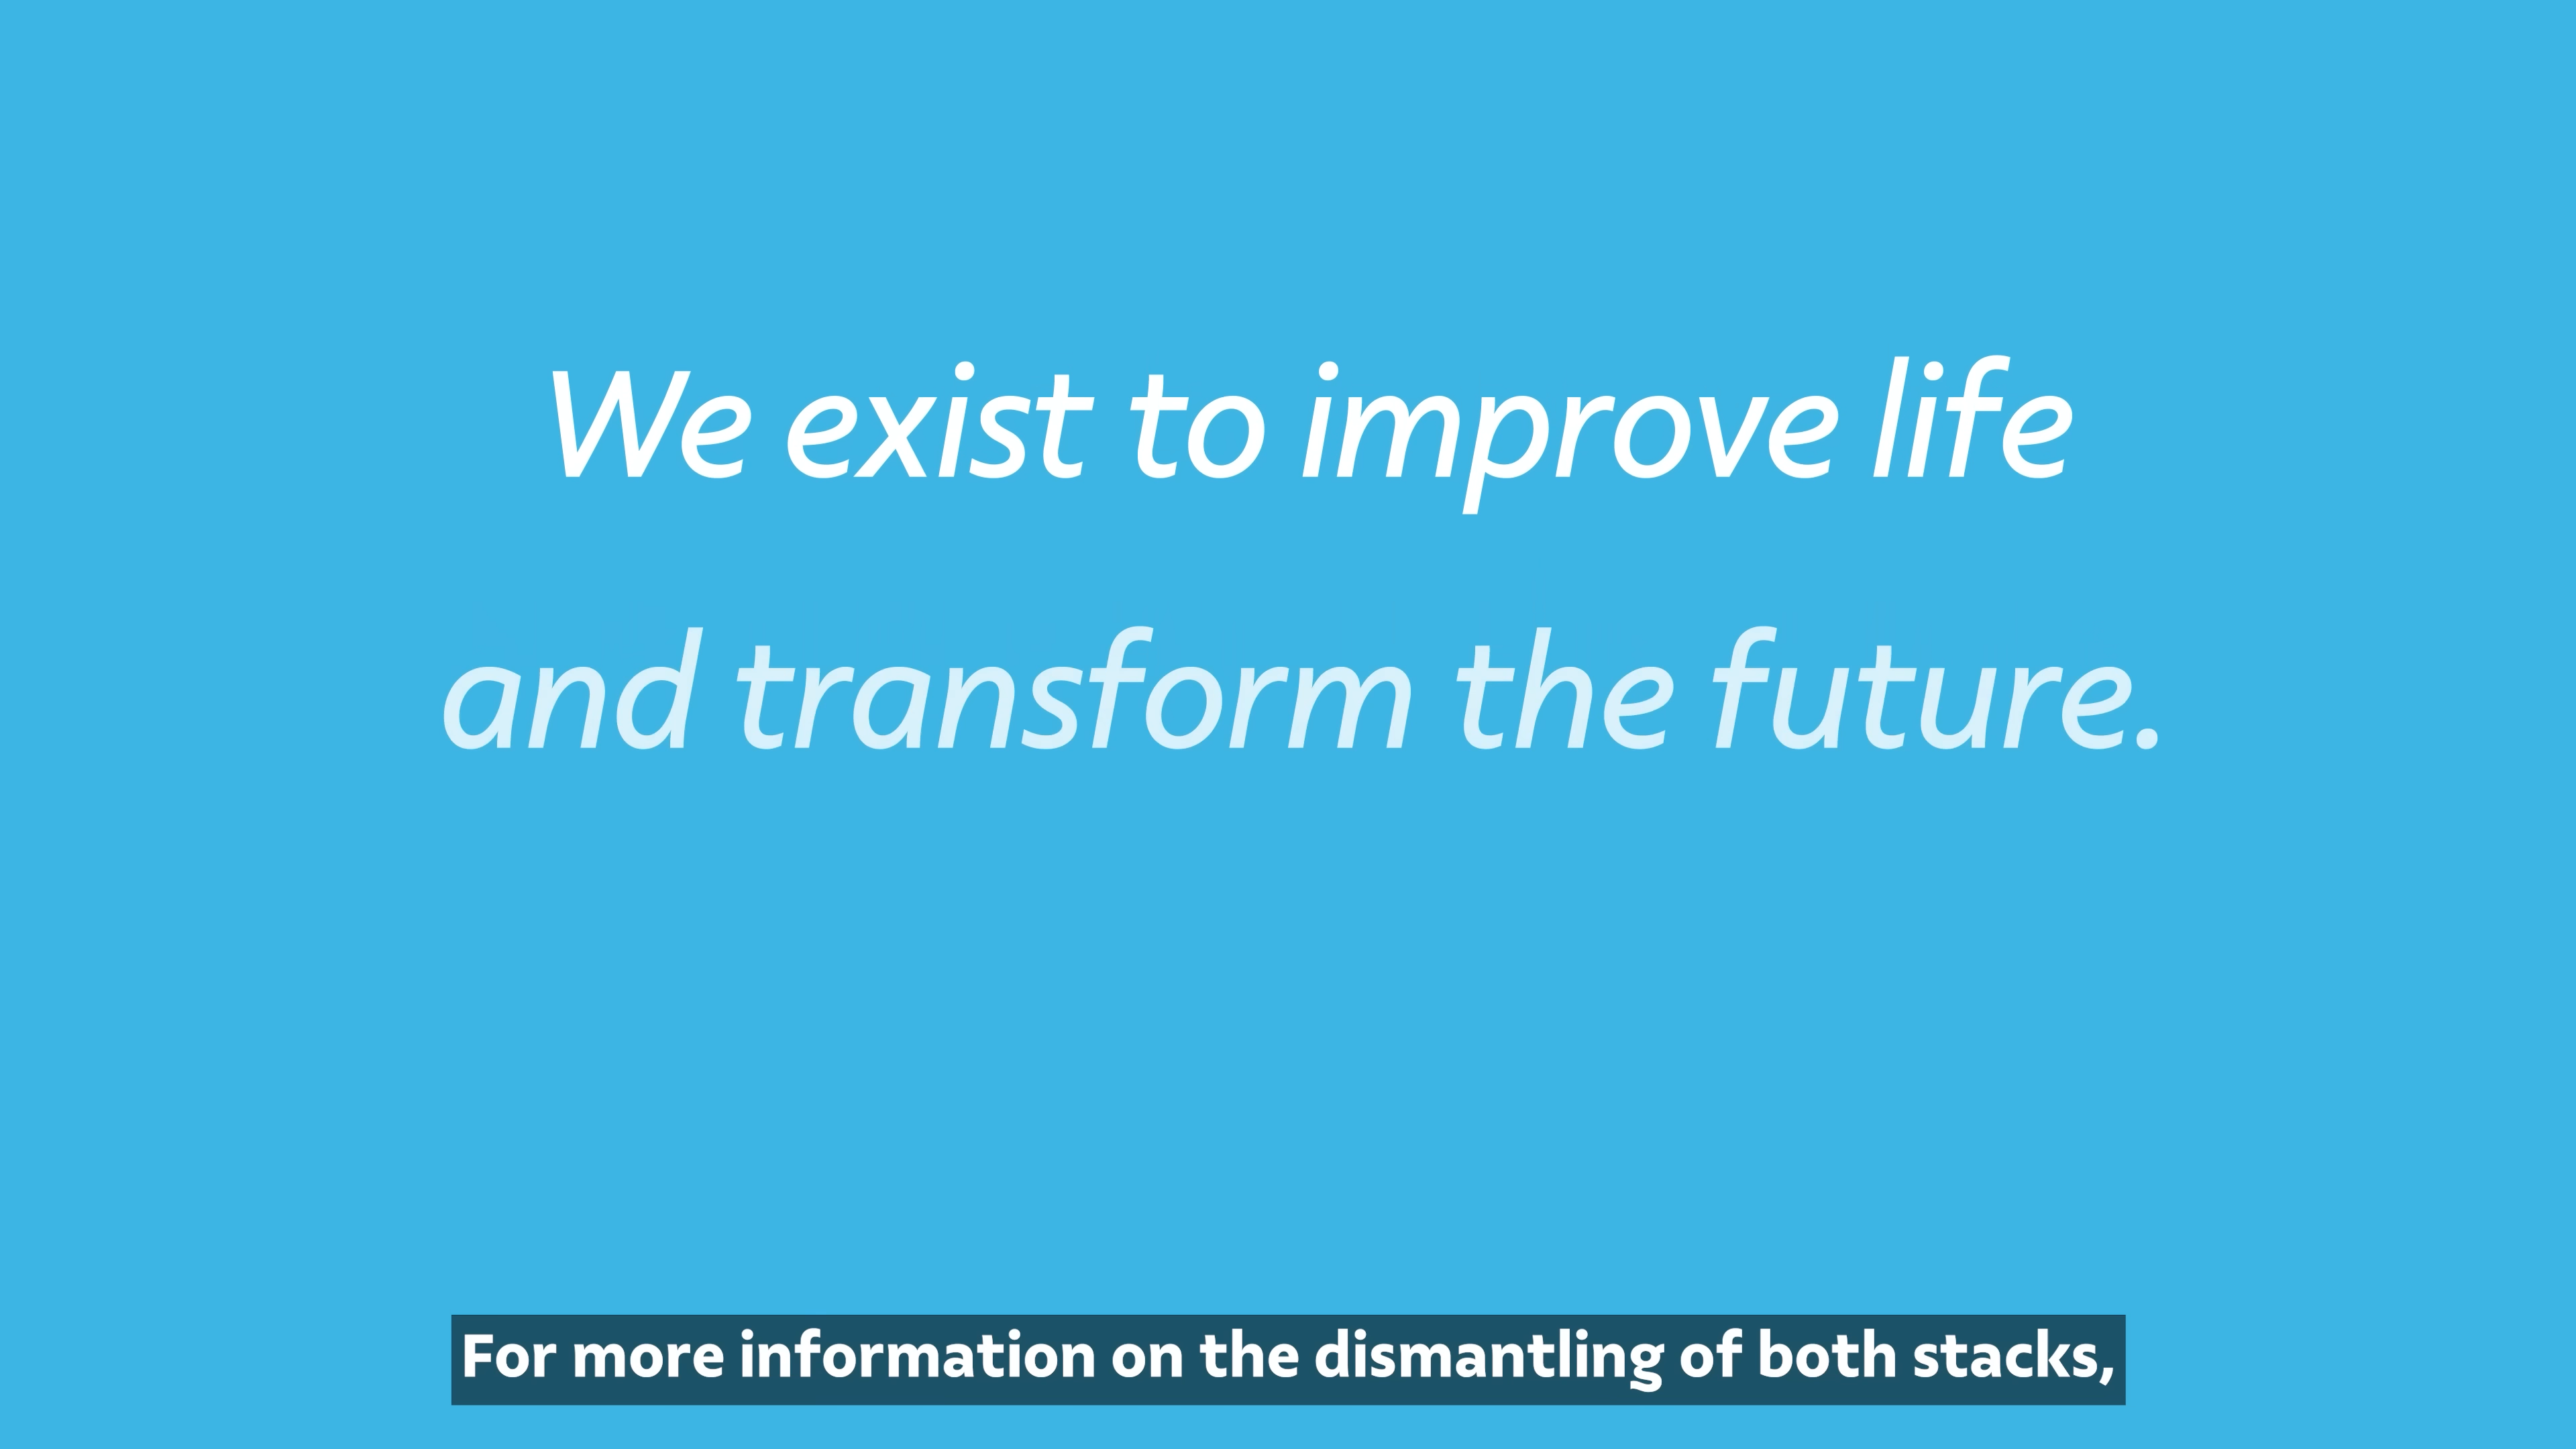 We exist to improve life
and transform the future.
For more information on the dismantling of both stacks,